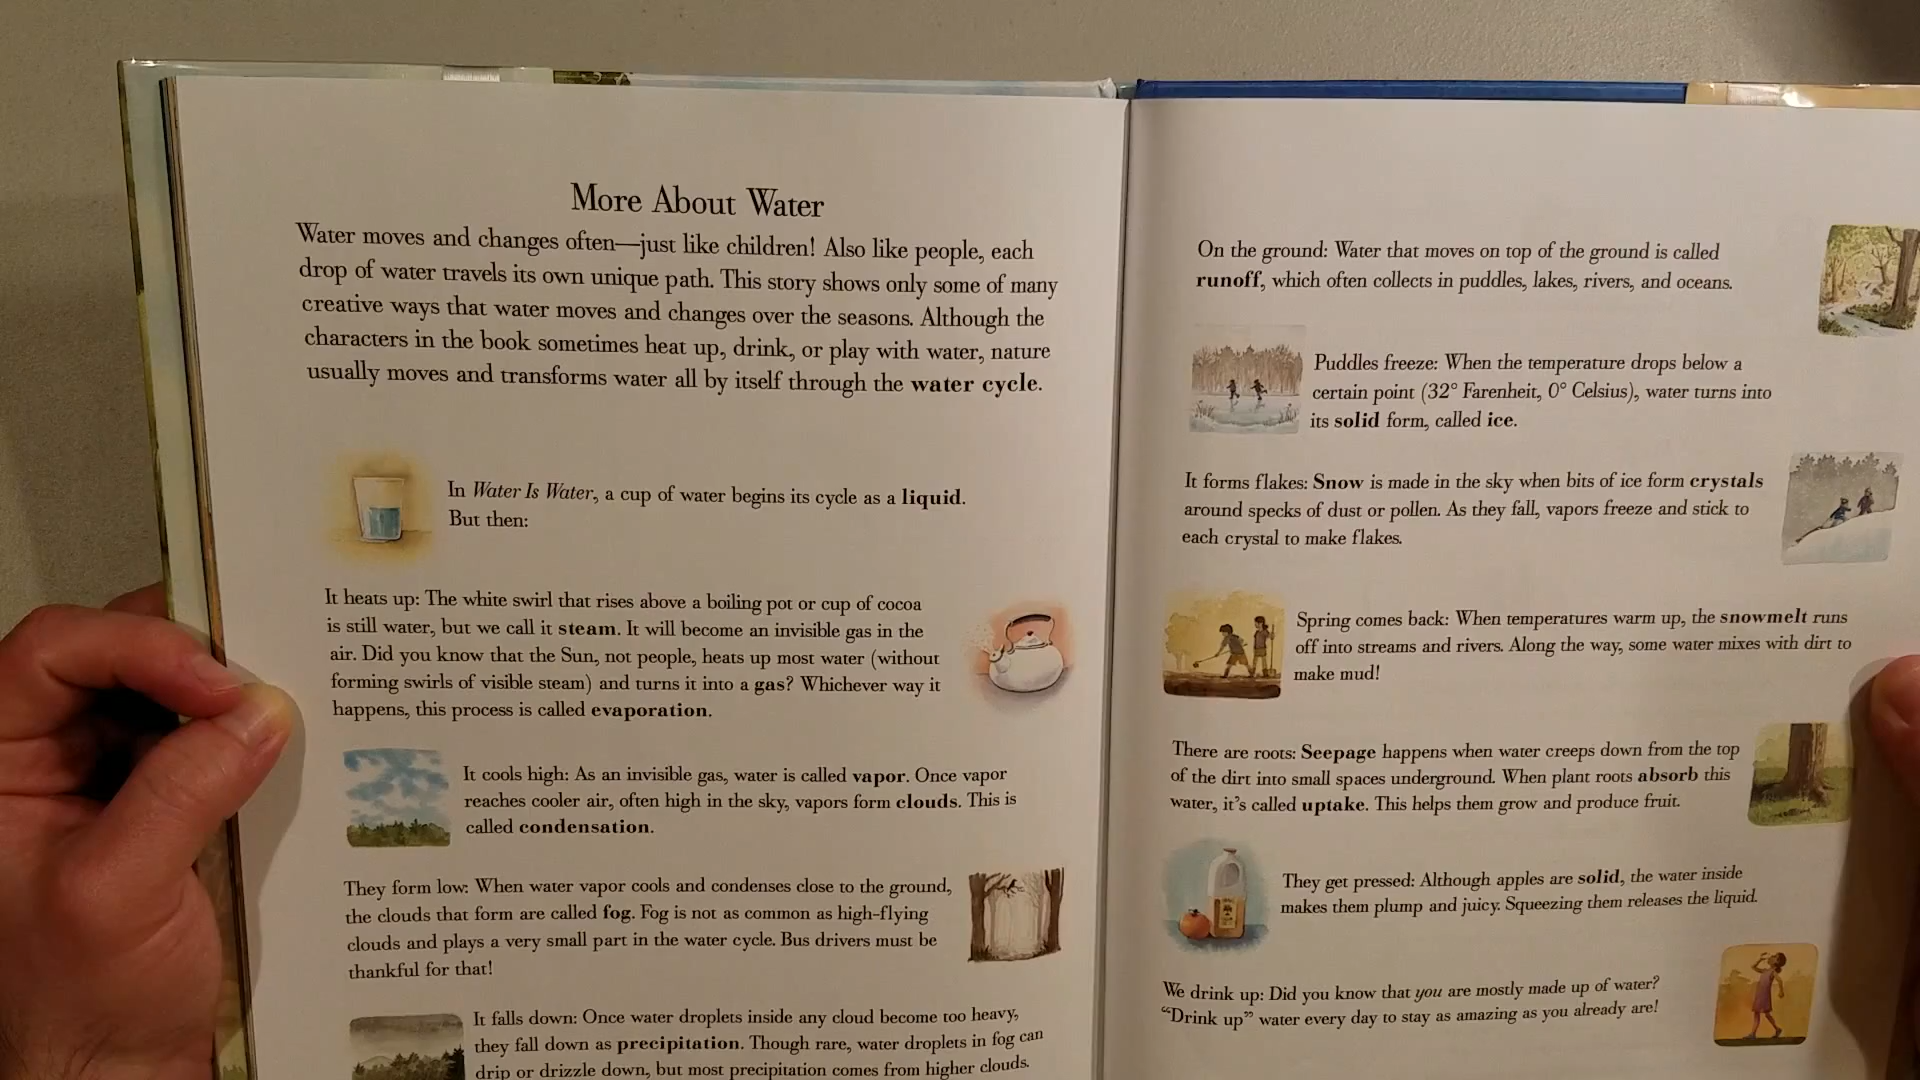 More About Water
Water moves and changes often—just like children! Also like people, each
drop of water travels its own unique path. This story shows only some of many
creative ways that water moves and changes over the seasons. Although the
characters in the book sometimes heat up, drink, or play with water, nature
usually moves and transforms water all by itself through the water cycle.
In Water Is Water, a cup of water begins its cycle as a liquid.
But then:
It heats up: The white swirl that rises above a boiling pot or cup of cocoa
is still water, but we call it steam. It will become an invisible gas in the
air. Did you know that the Sun, not people, heats up most water (without
forming swirls of visible steam) and turns it into a gas? Whichever way it
happens, this process is called evaporation.
It cools high: As an invisible gas, water is called vapor. Once vapor
reaches cooler air, often high in the sky, vapors form clouds. This is
called condensation.
They form low: When water vapor cools and condenses close to the ground,
the clouds that form are called fog. Fog is not as common as high-flying
clouds and plays a very small part in the water cycle. Bus drivers must be
thankful for that!
It falls down: Once water droplets inside any cloud become too heavy,
they fall down as precipitation. Though rare, water droplets in fog can
drip or drizzle down, but most precipitation comes from higher clouds.
On the ground: Water that moves on top of the ground is called
runoff, which often collects in puddles, lakes, rivers, and oceans.
Puddles freeze: When the temperature drops below a
certain point (32° Farenheit, 0° Celsius), water turns into
its solid form, called ice.
It forms flakes: Snow is made in the sky when bits of ice form crystals
around specks of dust or pollen. As they fall, vapors freeze and stick to
each crystal to make flakes.
Spring comes back: When temperatures warm up, the snowmelt runs
off into streams and rivers. Along the way, some water mixes with dirt to
make mud!
There are roots: Seepage happens when water creeps down from the top
of the dirt into small spaces underground. When plant roots absorb this
water, it's called uptake. This helps them grow and produce fruit.
They get pressed: Although apples are solid, the water inside
makes them plump and juicy. Squeezing them releases the liquid.
We drink up: Did you know that you are mostly made up of water?
“Drink up” water every day to stay as amazing as you already are!